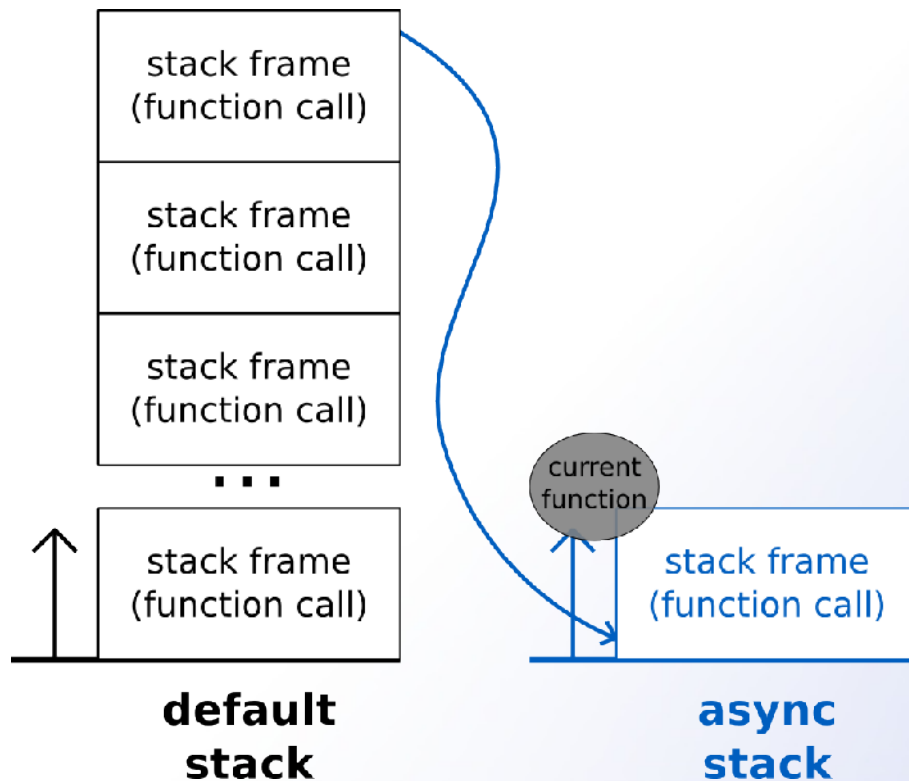 stack frame
(function call)
stack frame
(function call)
stack frame
(function call)
...
current
function
stack frame
(function call)
stack frame
(function call)
default
stack
async
stack